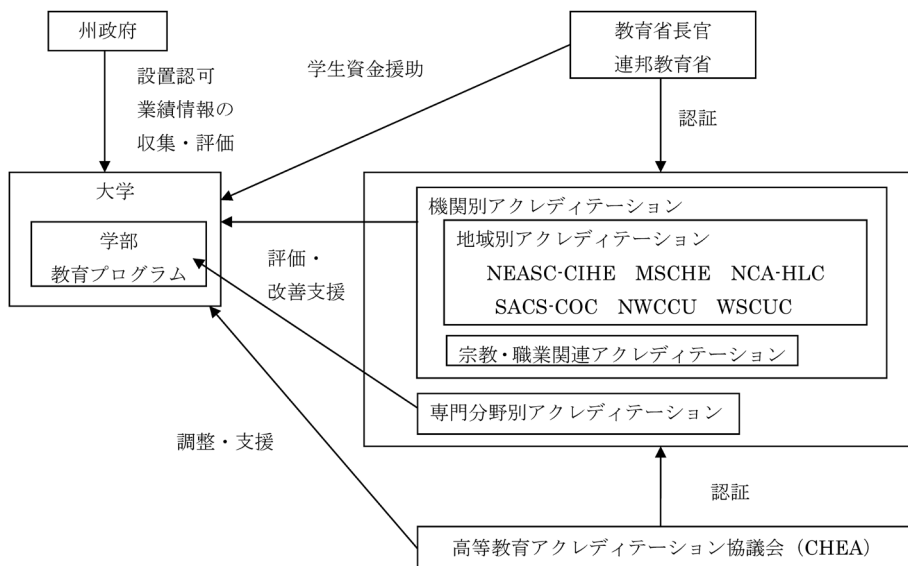 州政府
教育省長官
連邦教育省
設置認可
業績情報の
収集・評価
学生資金援助
認証
大学
学部
教育プログラム
機関別アクレディテーション
地域別アクレディテーション
NEASC-CIHE MSCHE NCA-HLC
SACS-COC NWCCU WSCUC
評価・
改善支援
宗教・職業関連アクレディテーション
専門分野別アクレディテーション
調整・支援
認証
高等教育アクレディテーション協議会（CHEA）